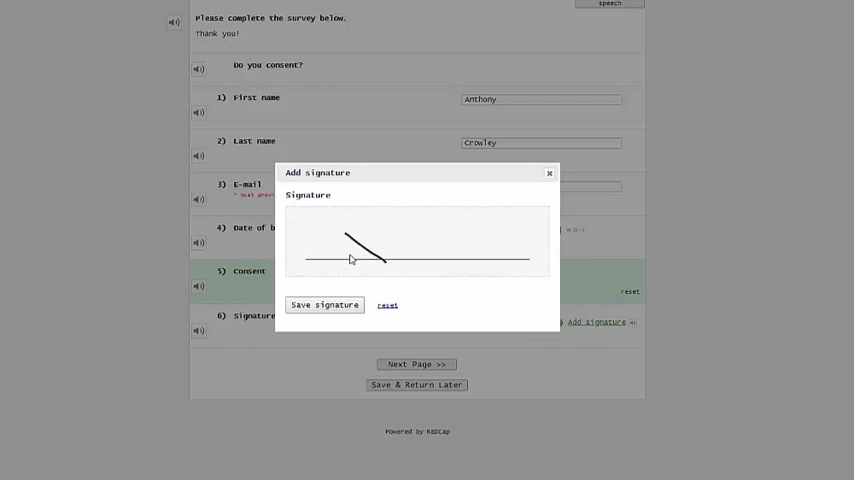 speech
Please complete the survey below.
Thank you!
Do you consent?
1) First name
Anthony
2) Last name
Crowley
3) E-mail
* must provi
4) Date of b
M-D-Y
5) Consent
reset
6) Signature
Add signature
Add signature
Signature
Save signature
reset
Next Page >>
Save & Return Later
Powered by REDCap